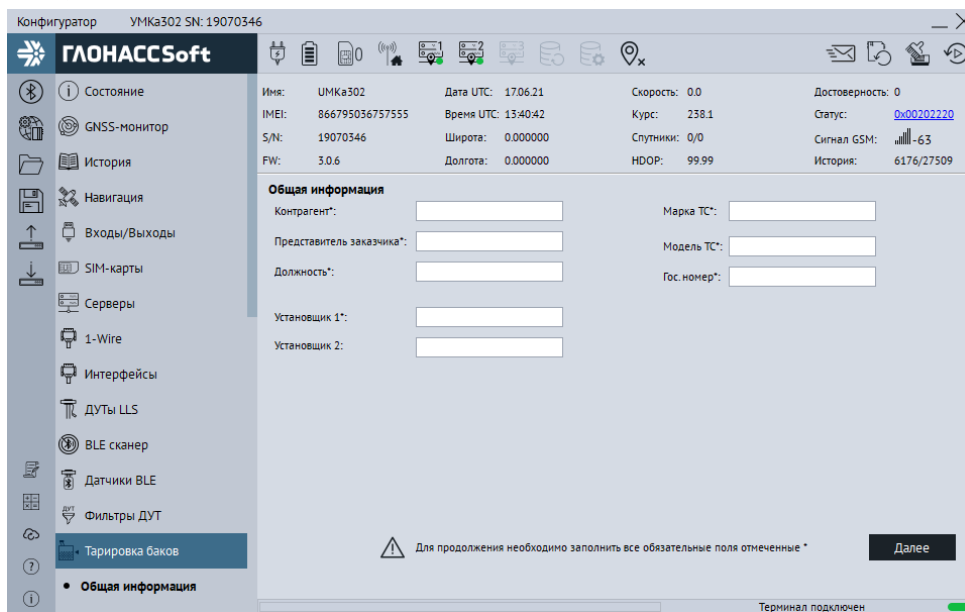 Конфигуратор УМКа302 SN: 19070346
ГЛОНАССSoft
0
1
2
3
Имя: UMKa302 Дата UTC: 17.06.21 Скорость: 0.0 Достоверность: 0
IMEI: 866795036757555 Время UTC: 13:40:42 Курс: 238.1 Статус: 0x00202220
S/N: 19070346 Широта: 0.000000 Спутники: 0/0 Сигнал GSM: -63
FW: 3.0.6 Долгота: 0.000000 HDOP: 99.99 История: 6176/27509
Состояние
GNSS-монитор
История
Навигация
Входы/Выходы
SIM-карты
Серверы
1-Wire
Интерфейсы
ДУТы LLS
BLE сканер
Датчики BLE
Фильтры ДУТ
Тарировка баков
• Общая информация
Общая информация
Контрагент*: Марка ТС*:
Представитель заказчика*: Модель ТС*:
Должность*: Гос.номер*:
Установщик 1*:
Установщик 2:
Для продолжения необходимо заполнить все обязательные поля отмеченные *
Далее
Терминал подключен